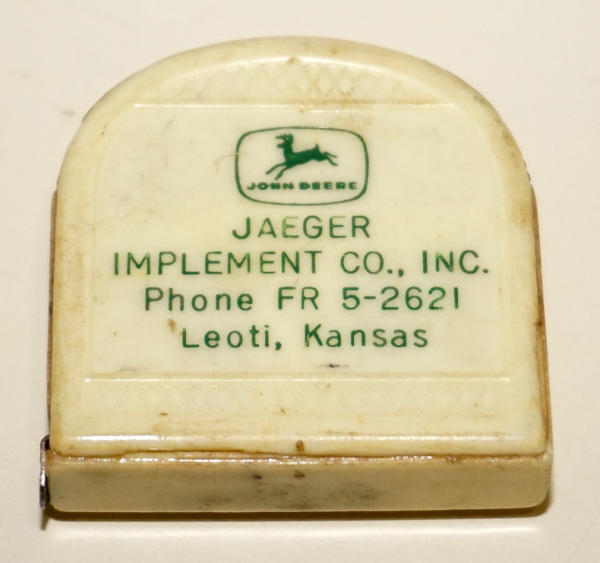 JOHN DEERE
JAEGER
IMPLEMENT CO., INC.
Phone FR 5-2621
Leoti, Kansas